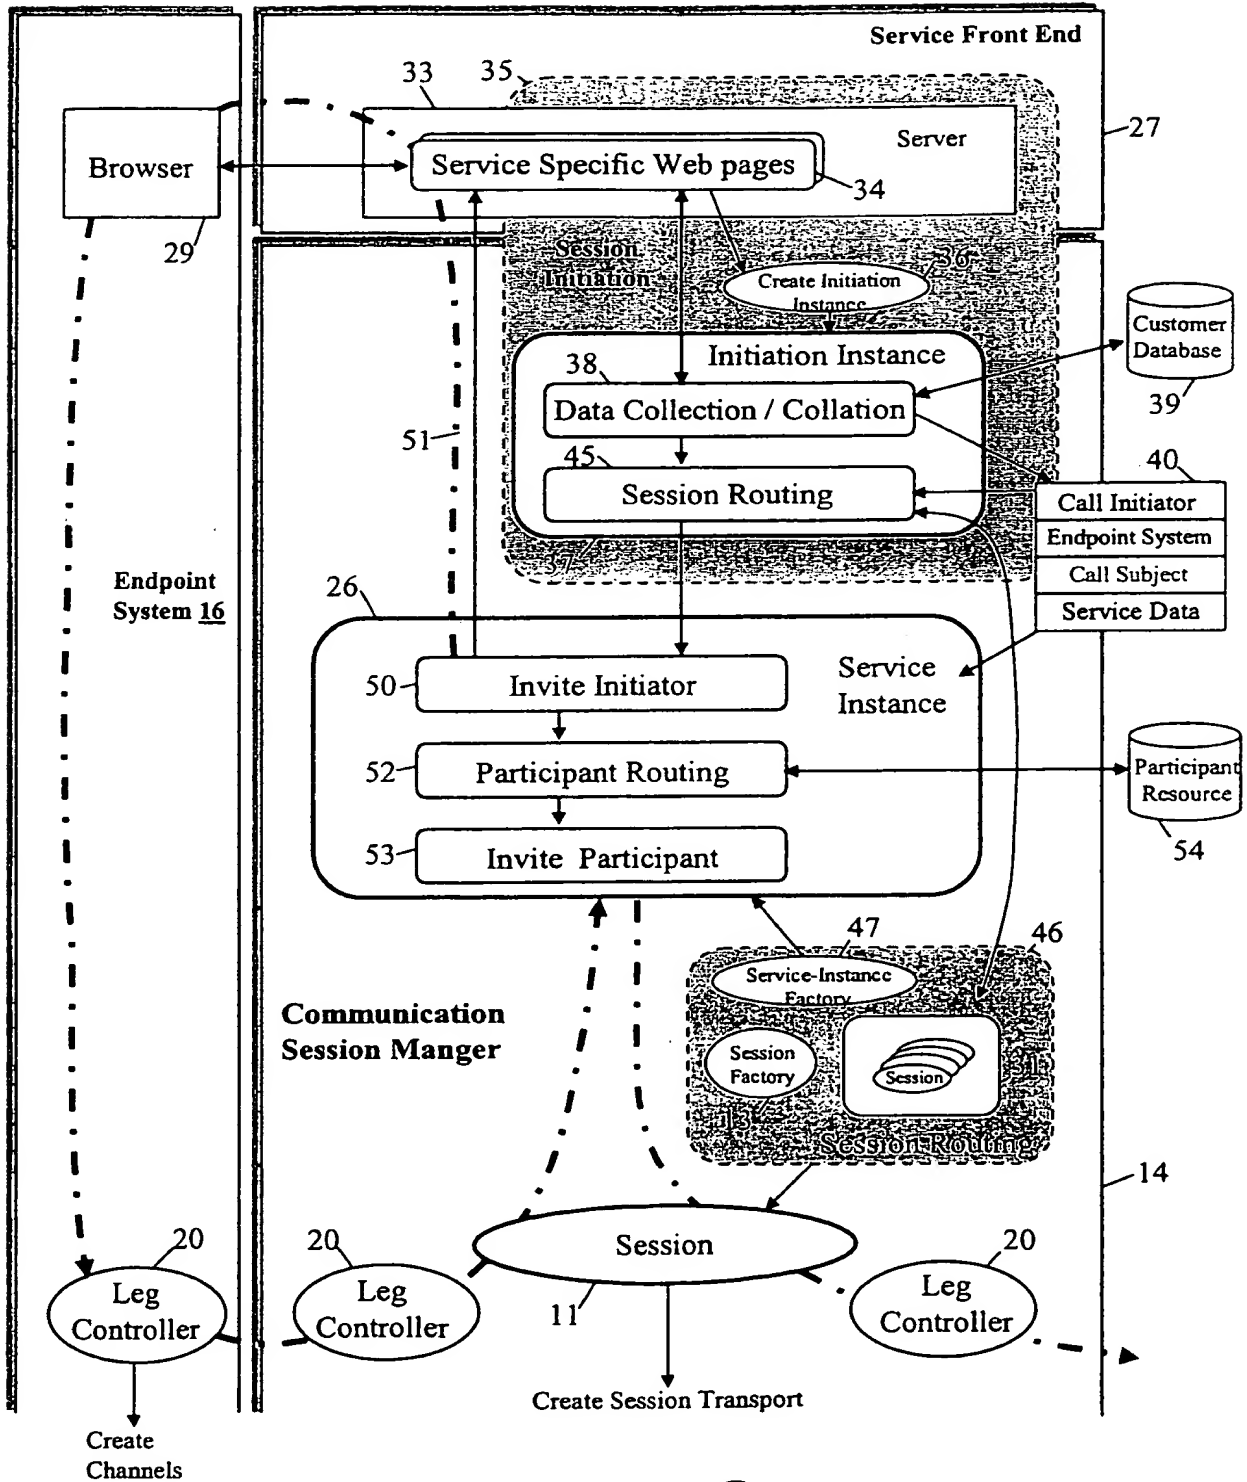 Service Front End
33
35
27
Server
Browser
Service Specific Web pages
34
29
Session
Initiation
36
Create Initiation
Instance
Customer
Database
39
Initiation Instance
38
Data Collection / Collation
51
45
Session Routing
40
Call Initiator
Endpoint System
Call Subject
Service Data
37
Endpoint
System 16
26
Service
Instance
50
Invite Initiator
52
Participant Routing
Participant
Resource
54
53
Invite Participant
47
46
Service-Instance
Factory
Communication
Session Manger
Session
Factory
Session
31
13
Session Routing
14
20
20
Session
20
Leg
Controller
Leg
Controller
11
Leg
Controller
Create Session Transport
Create
Channels